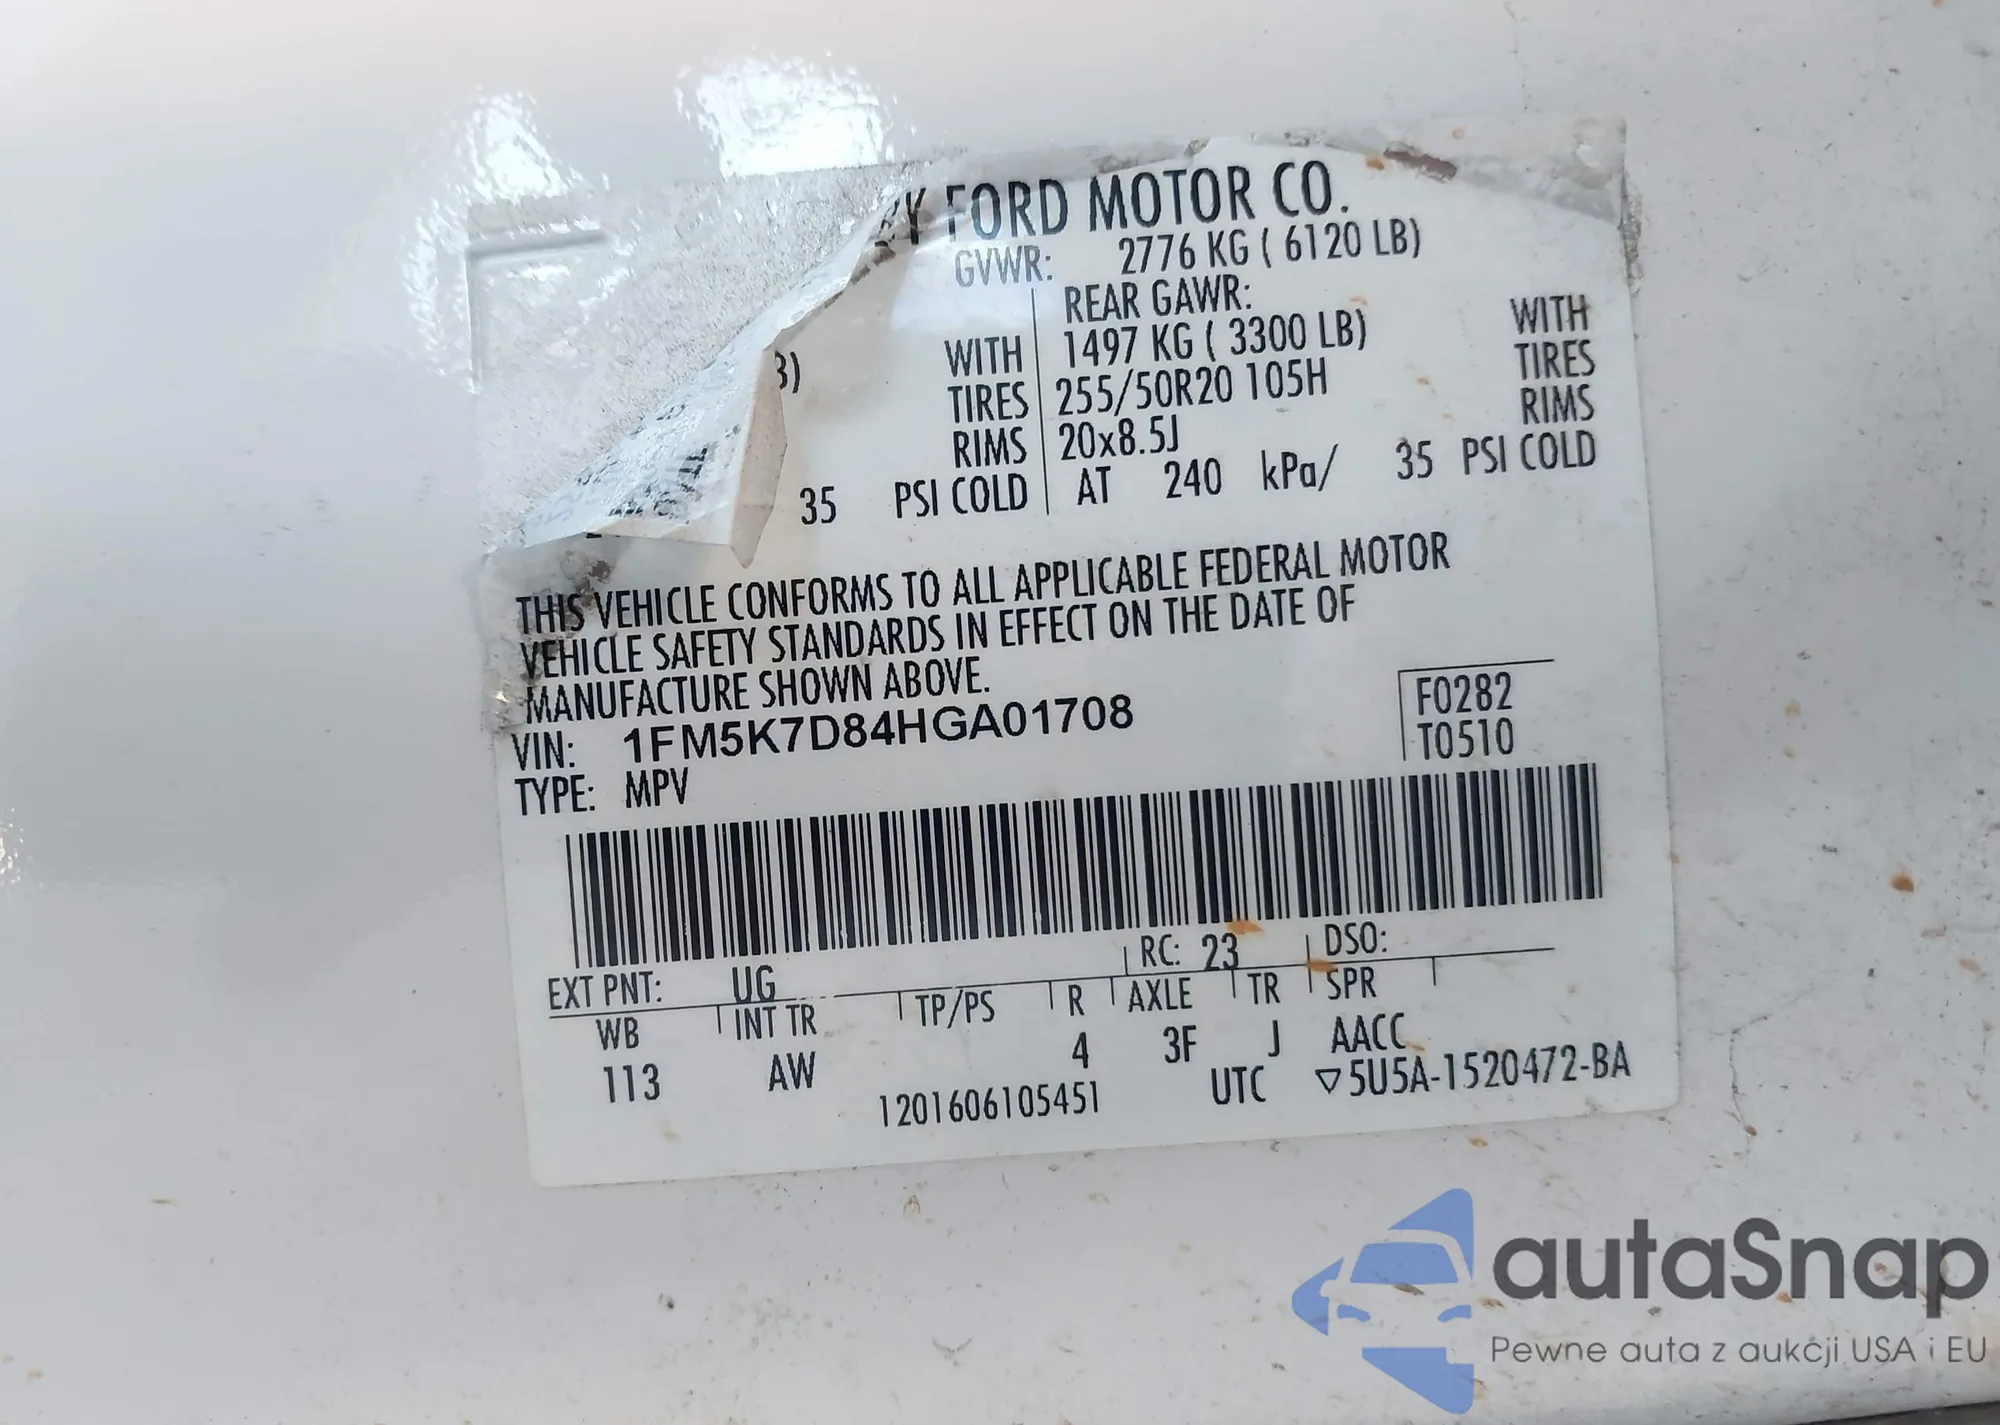 BY FORD MOTOR CO.
GVWR: 2776 KG ( 6120 LB)
REAR GAWR:
B) WITH 1497 KG ( 3300 LB) WITH
TIRES 255/50R20 105H TIRES
RIMS 20x8.5J RIMS
35 PSI COLD AT 240 kPa/ 35 PSI COLD
THIS VEHICLE CONFORMS TO ALL APPLICABLE FEDERAL MOTOR
VEHICLE SAFETY STANDARDS IN EFFECT ON THE DATE OF
MANUFACTURE SHOWN ABOVE.
VIN: 1FM5K7D84HGA01708 F0282
TYPE: MPV T0510
EXT PNT: UG RC: 23 DSO:
WB INT TR TP/PS R AXLE TR SPR
113 AW 4 3F J AACC
1201606105451 UTC ▽5U5A-1520472-BA
autaSnap
Pewne auta z aukcji USA i EU